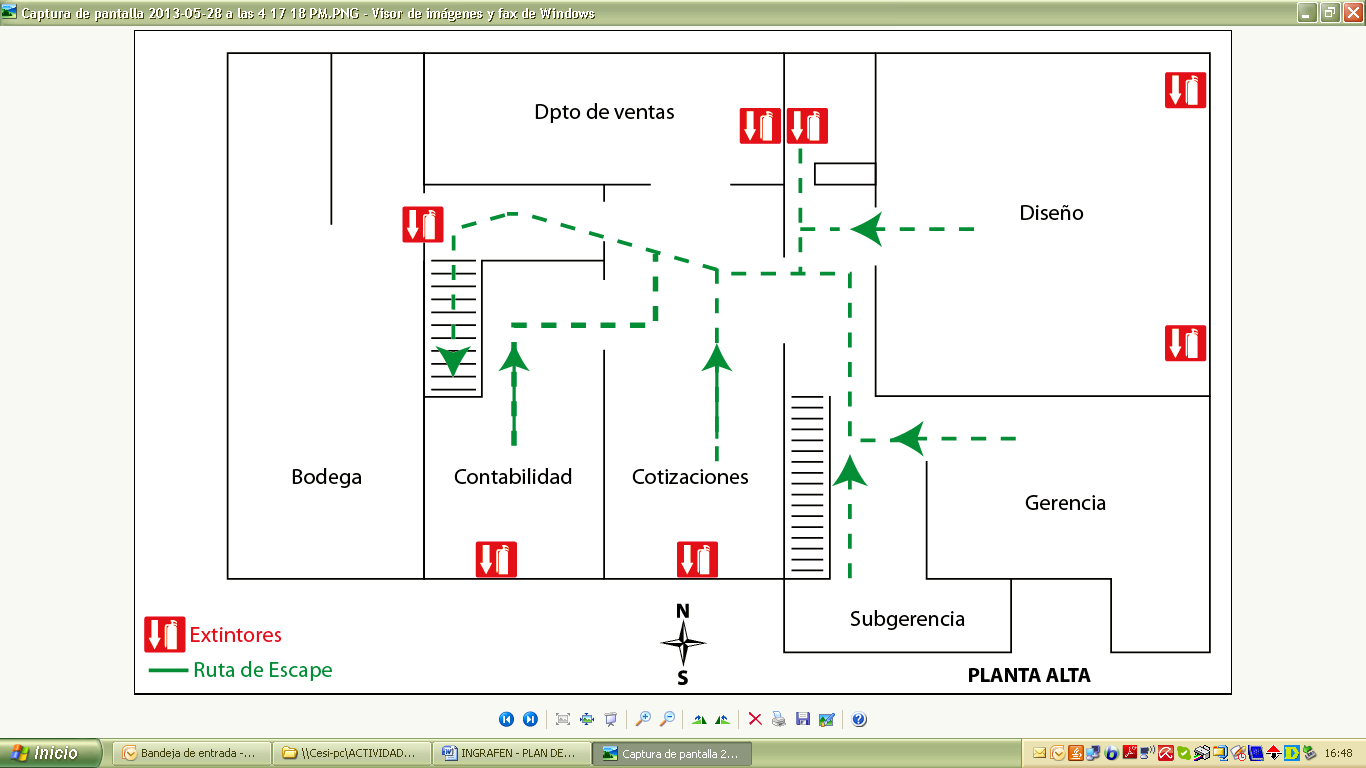 Captura de pantalla 2013-05-28 a las 4 17 18 PM.PNG - Visor de imágenes y fax de Windows
Dpto de ventas
Diseño
Bodega
Contabilidad
Cotizaciones
Gerencia
N
Extintores
Subgerencia
Ruta de Escape
S
PLANTA ALTA
Inicio
Bandeja de entrada -...
\\Cesi-pc\ACTIVIDAD...
INGRAFEN - PLAN DE...
Captura de pantalla 2...
16:48